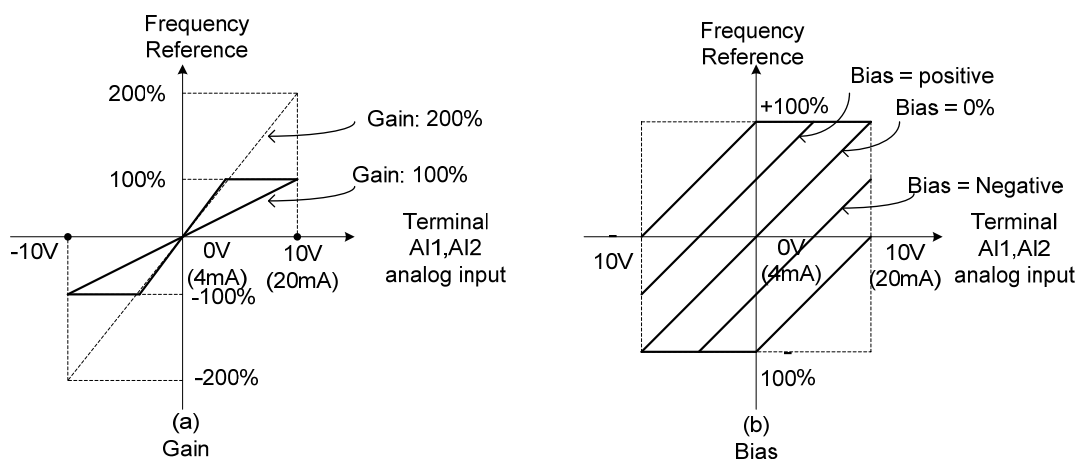 Frequency
Reference
200%
Gain: 200%
100%
Gain: 100%
-10V
0V
(4mA)
10V
(20mA)
Terminal
AI1,AI2
analog input
-100%
-200%
(a)
Gain
Frequency
Reference
Bias = positive
+100%
Bias = 0%
Bias = Negative
-
10V
0V
(4mA)
10V
(20mA)
Terminal
AI1,AI2
analog input
-
100%
(b)
Bias